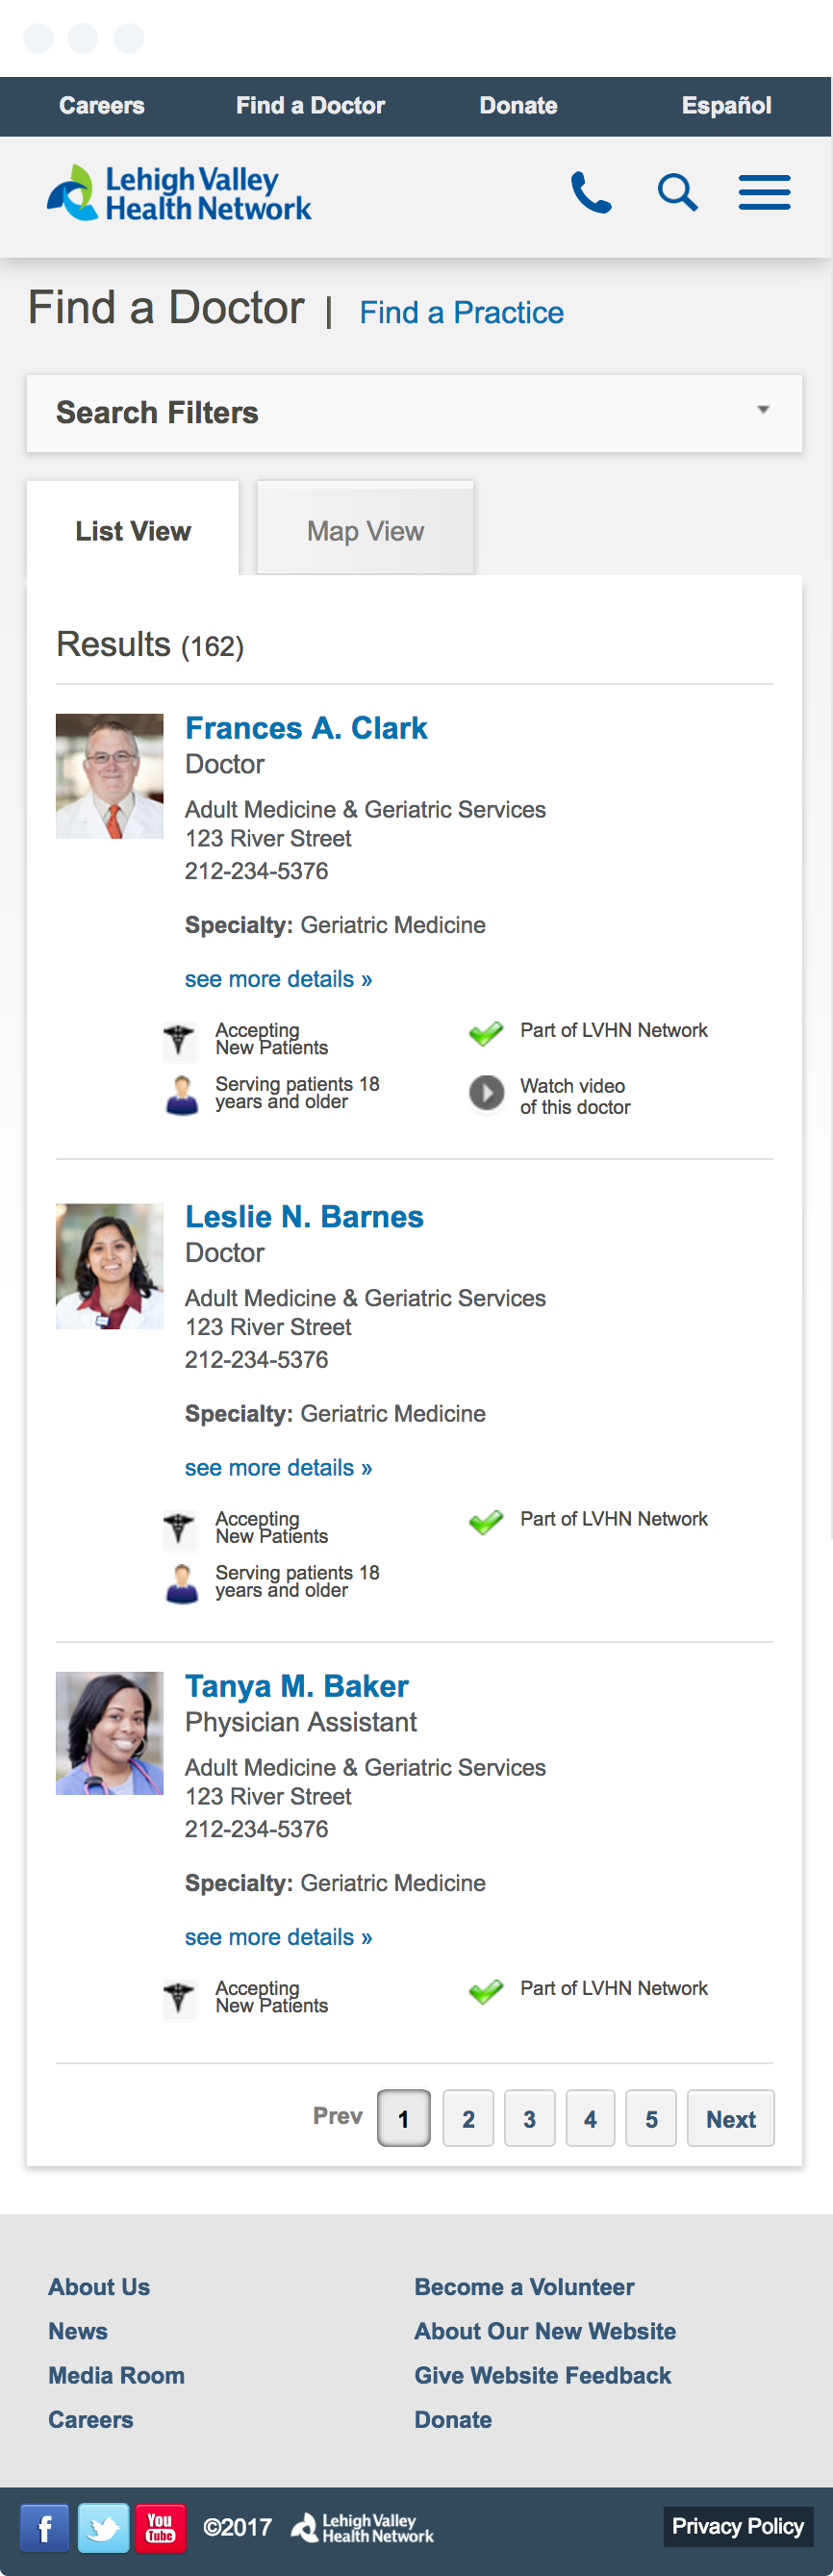 Careers Find a Doctor Donate Español
Lehigh Valley
Health Network
Find a Doctor | Find a Practice
Search Filters
List View Map View
Results (162)
Frances A. Clark
Doctor
Adult Medicine & Geriatric Services
123 River Street
212-234-5376
Specialty: Geriatric Medicine
see more details »
Accepting
New Patients
Part of LVHN Network
Serving patients 18
years and older
Watch video
of this doctor
Leslie N. Barnes
Doctor
Adult Medicine & Geriatric Services
123 River Street
212-234-5376
Specialty: Geriatric Medicine
see more details »
Accepting
New Patients
Part of LVHN Network
Serving patients 18
years and older
Tanya M. Baker
Physician Assistant
Adult Medicine & Geriatric Services
123 River Street
212-234-5376
Specialty: Geriatric Medicine
see more details »
Accepting
New Patients
Part of LVHN Network
Prev 1 2 3 4 5 Next
About Us
News
Media Room
Careers
Become a Volunteer
About Our New Website
Give Website Feedback
Donate
f
You
Tube
©2017
Lehigh Valley
Health Network
Privacy Policy